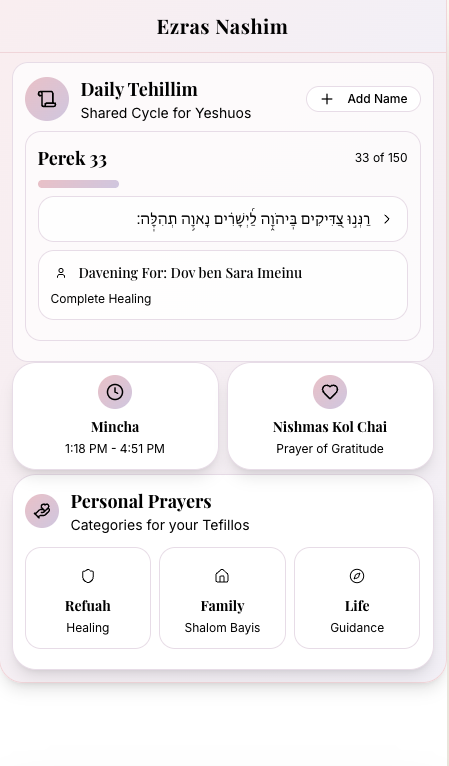 Ezras Nashim
Daily Tehillim
Shared Cycle for Yeshuos
Add Name
Perek 33
33 of 150
רַנְּנ֣וּ צַ֭דִּיקִים בַּֽיהֹוָ֑ה לַ֝יְשָׁרִ֗ים נָאוָ֥ה תְהִלָּֽה׃
Davening For: Dov ben Sara Imeinu
Complete Healing
Mincha
1:18 PM - 4:51 PM
Nishmas Kol Chai
Prayer of Gratitude
Personal Prayers
Categories for your Tefillos
Refuah
Healing
Family
Shalom Bayis
Life
Guidance